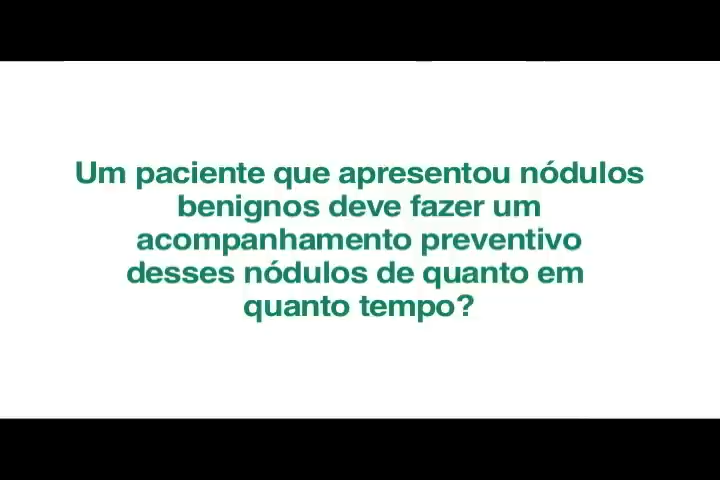 Um paciente que apresentou nódulos
benignos deve fazer um
acompanhamento preventivo
desses nódulos de quanto em
quanto tempo?